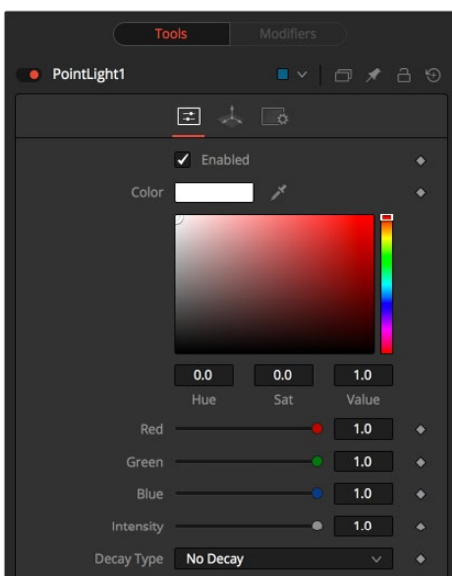 Tools Modifiers
PointLight1
Enabled
Color
0.0 0.0 1.0
Hue Sat Value
Red 1.0
Green 1.0
Blue 1.0
Intensity 1.0
Decay Type No Decay